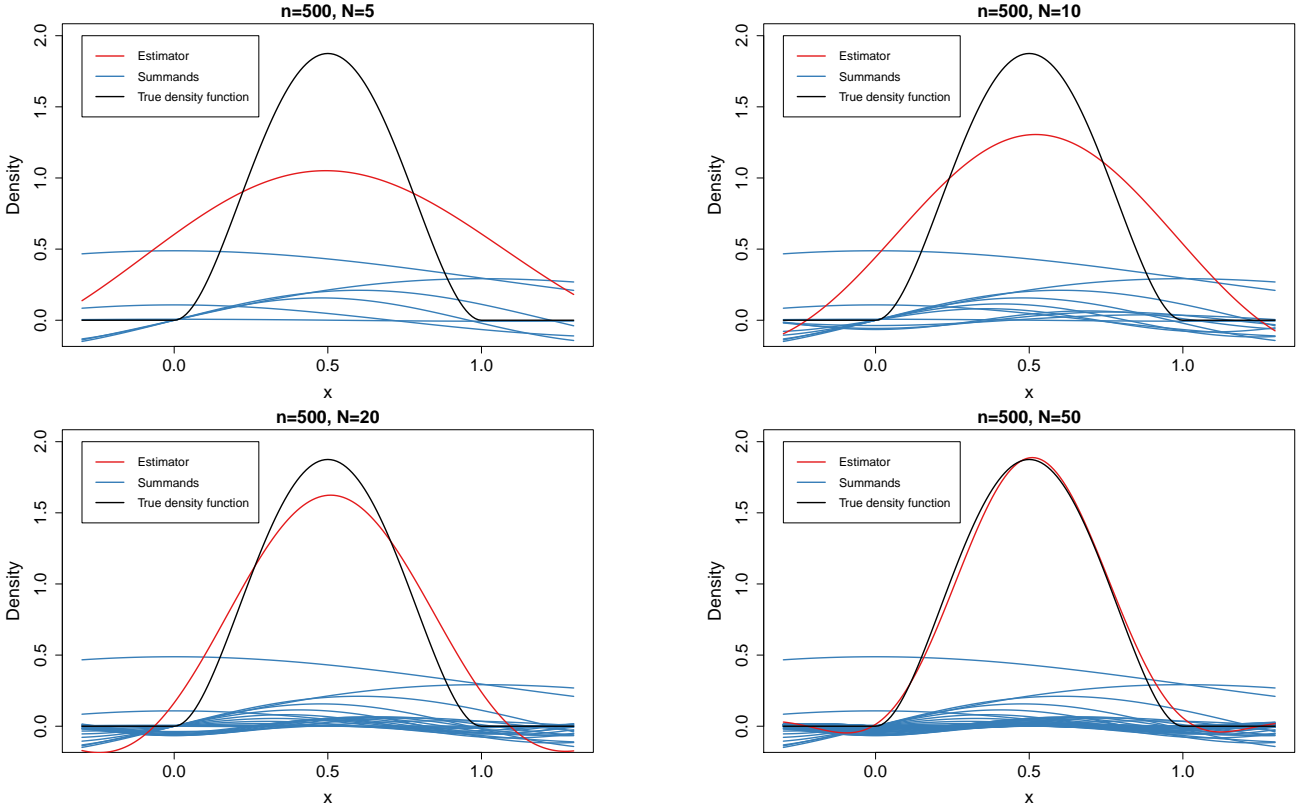 n=500, N=5
2.0
1.5
1.0
0.5
0.0
Density
Estimator
Summands
True density function
0.0 0.5 1.0
x
n=500, N=10
2.0
1.5
1.0
0.5
0.0
Density
Estimator
Summands
True density function
0.0 0.5 1.0
x
n=500, N=20
2.0
1.5
1.0
0.5
0.0
Density
Estimator
Summands
True density function
0.0 0.5 1.0
x
n=500, N=50
2.0
1.5
1.0
0.5
0.0
Density
Estimator
Summands
True density function
0.0 0.5 1.0
x